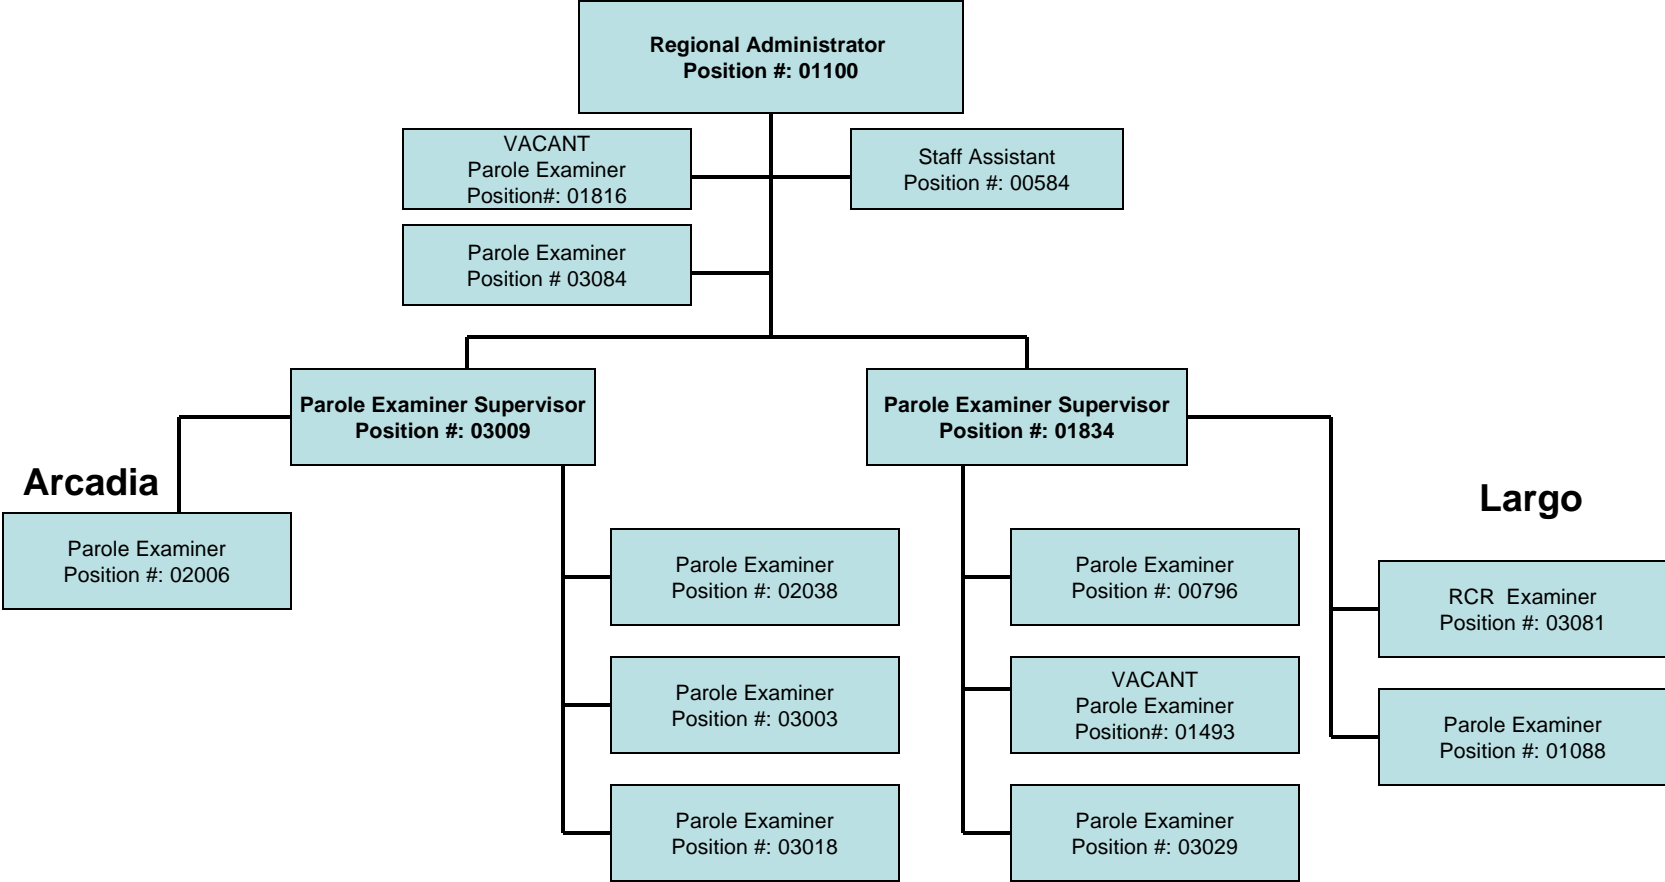 Regional Administrator
Position #: 01100
VACANT
Parole Examiner
Position#: 01816
Staff Assistant
Position #: 00584
Parole Examiner
Position # 03084
Parole Examiner Supervisor
Position #: 03009
Parole Examiner Supervisor
Position #: 01834
Arcadia
Parole Examiner
Position #: 02006
Largo
Parole Examiner
Position #: 02038
Parole Examiner
Position #: 00796
RCR  Examiner
Position #: 03081
Parole Examiner
Position #: 03003
VACANT
Parole Examiner
Position#: 01493
Parole Examiner
Position #: 01088
Parole Examiner
Position #: 03018
Parole Examiner
Position #: 03029